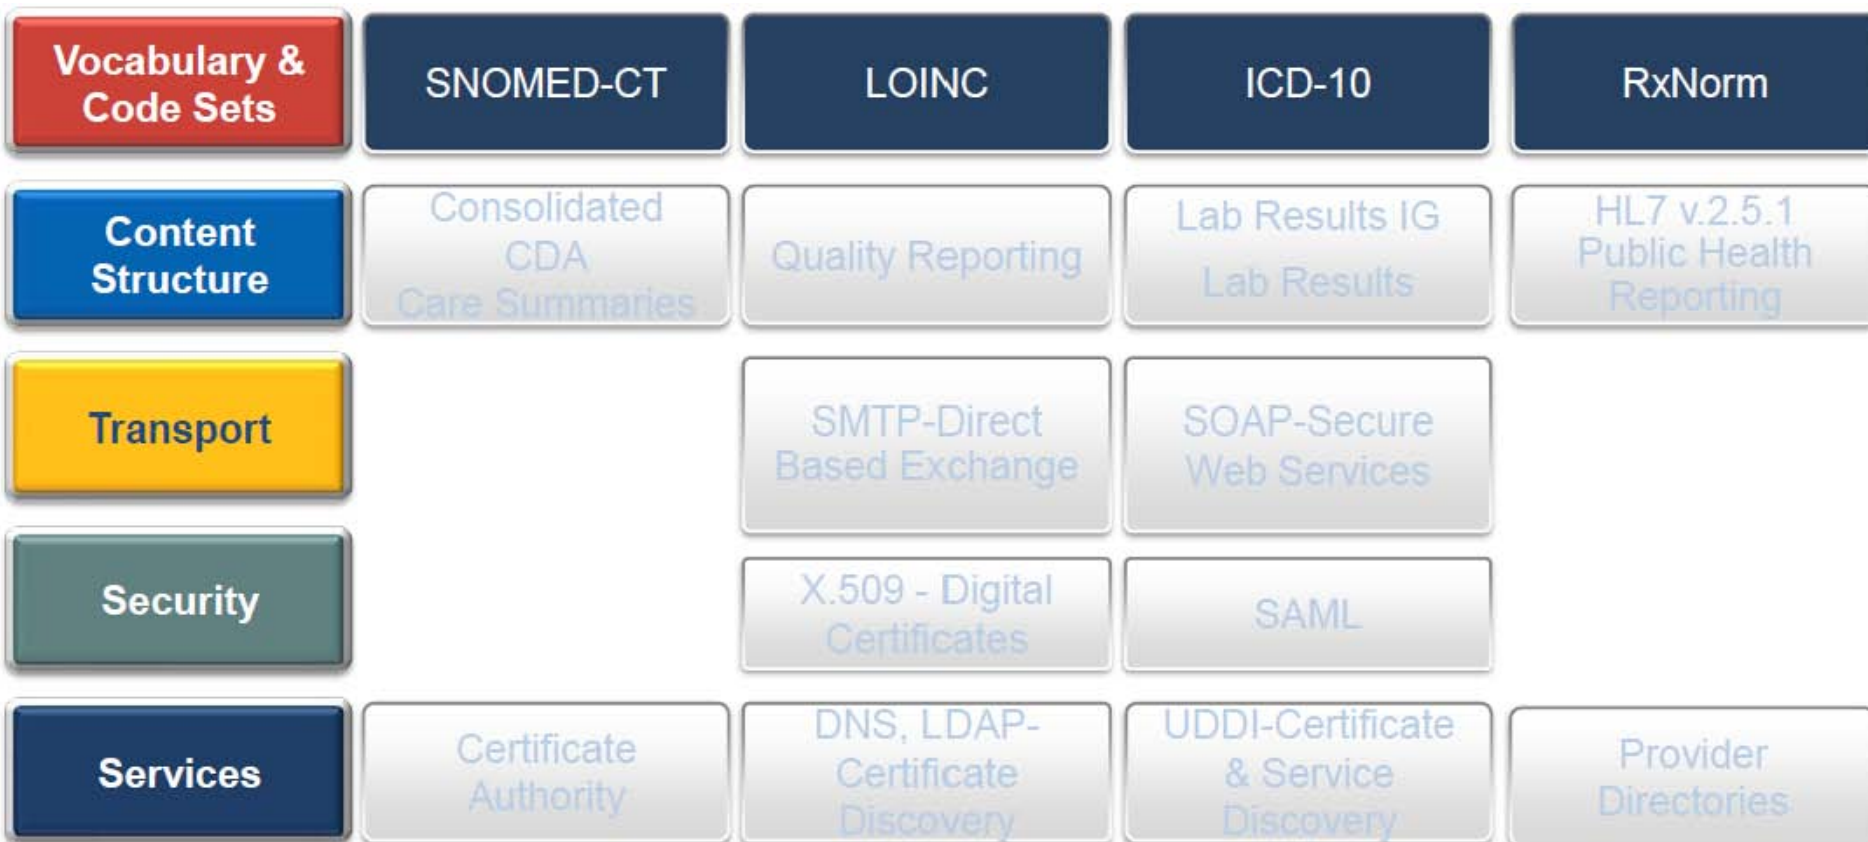 Vocabulary &
Code Sets
SNOMED-CT
LOINC
ICD-10
RxNorm
Content
Structure
Consolidated
CDA
Care Summaries
Quality Reporting
Lab Results IG
Lab Results
HL7 v.2.5.1
Public Health
Reporting
Transport
SMTP-Direct
Based Exchange
SOAP-Secure
Web Services
Security
X.509 - Digital
Certificates
SAML
Services
Certificate
Authority
DNS, LDAP-
Certificate
Discovery
UDDI-Certificate
& Service
Discovery
Provider
Directories